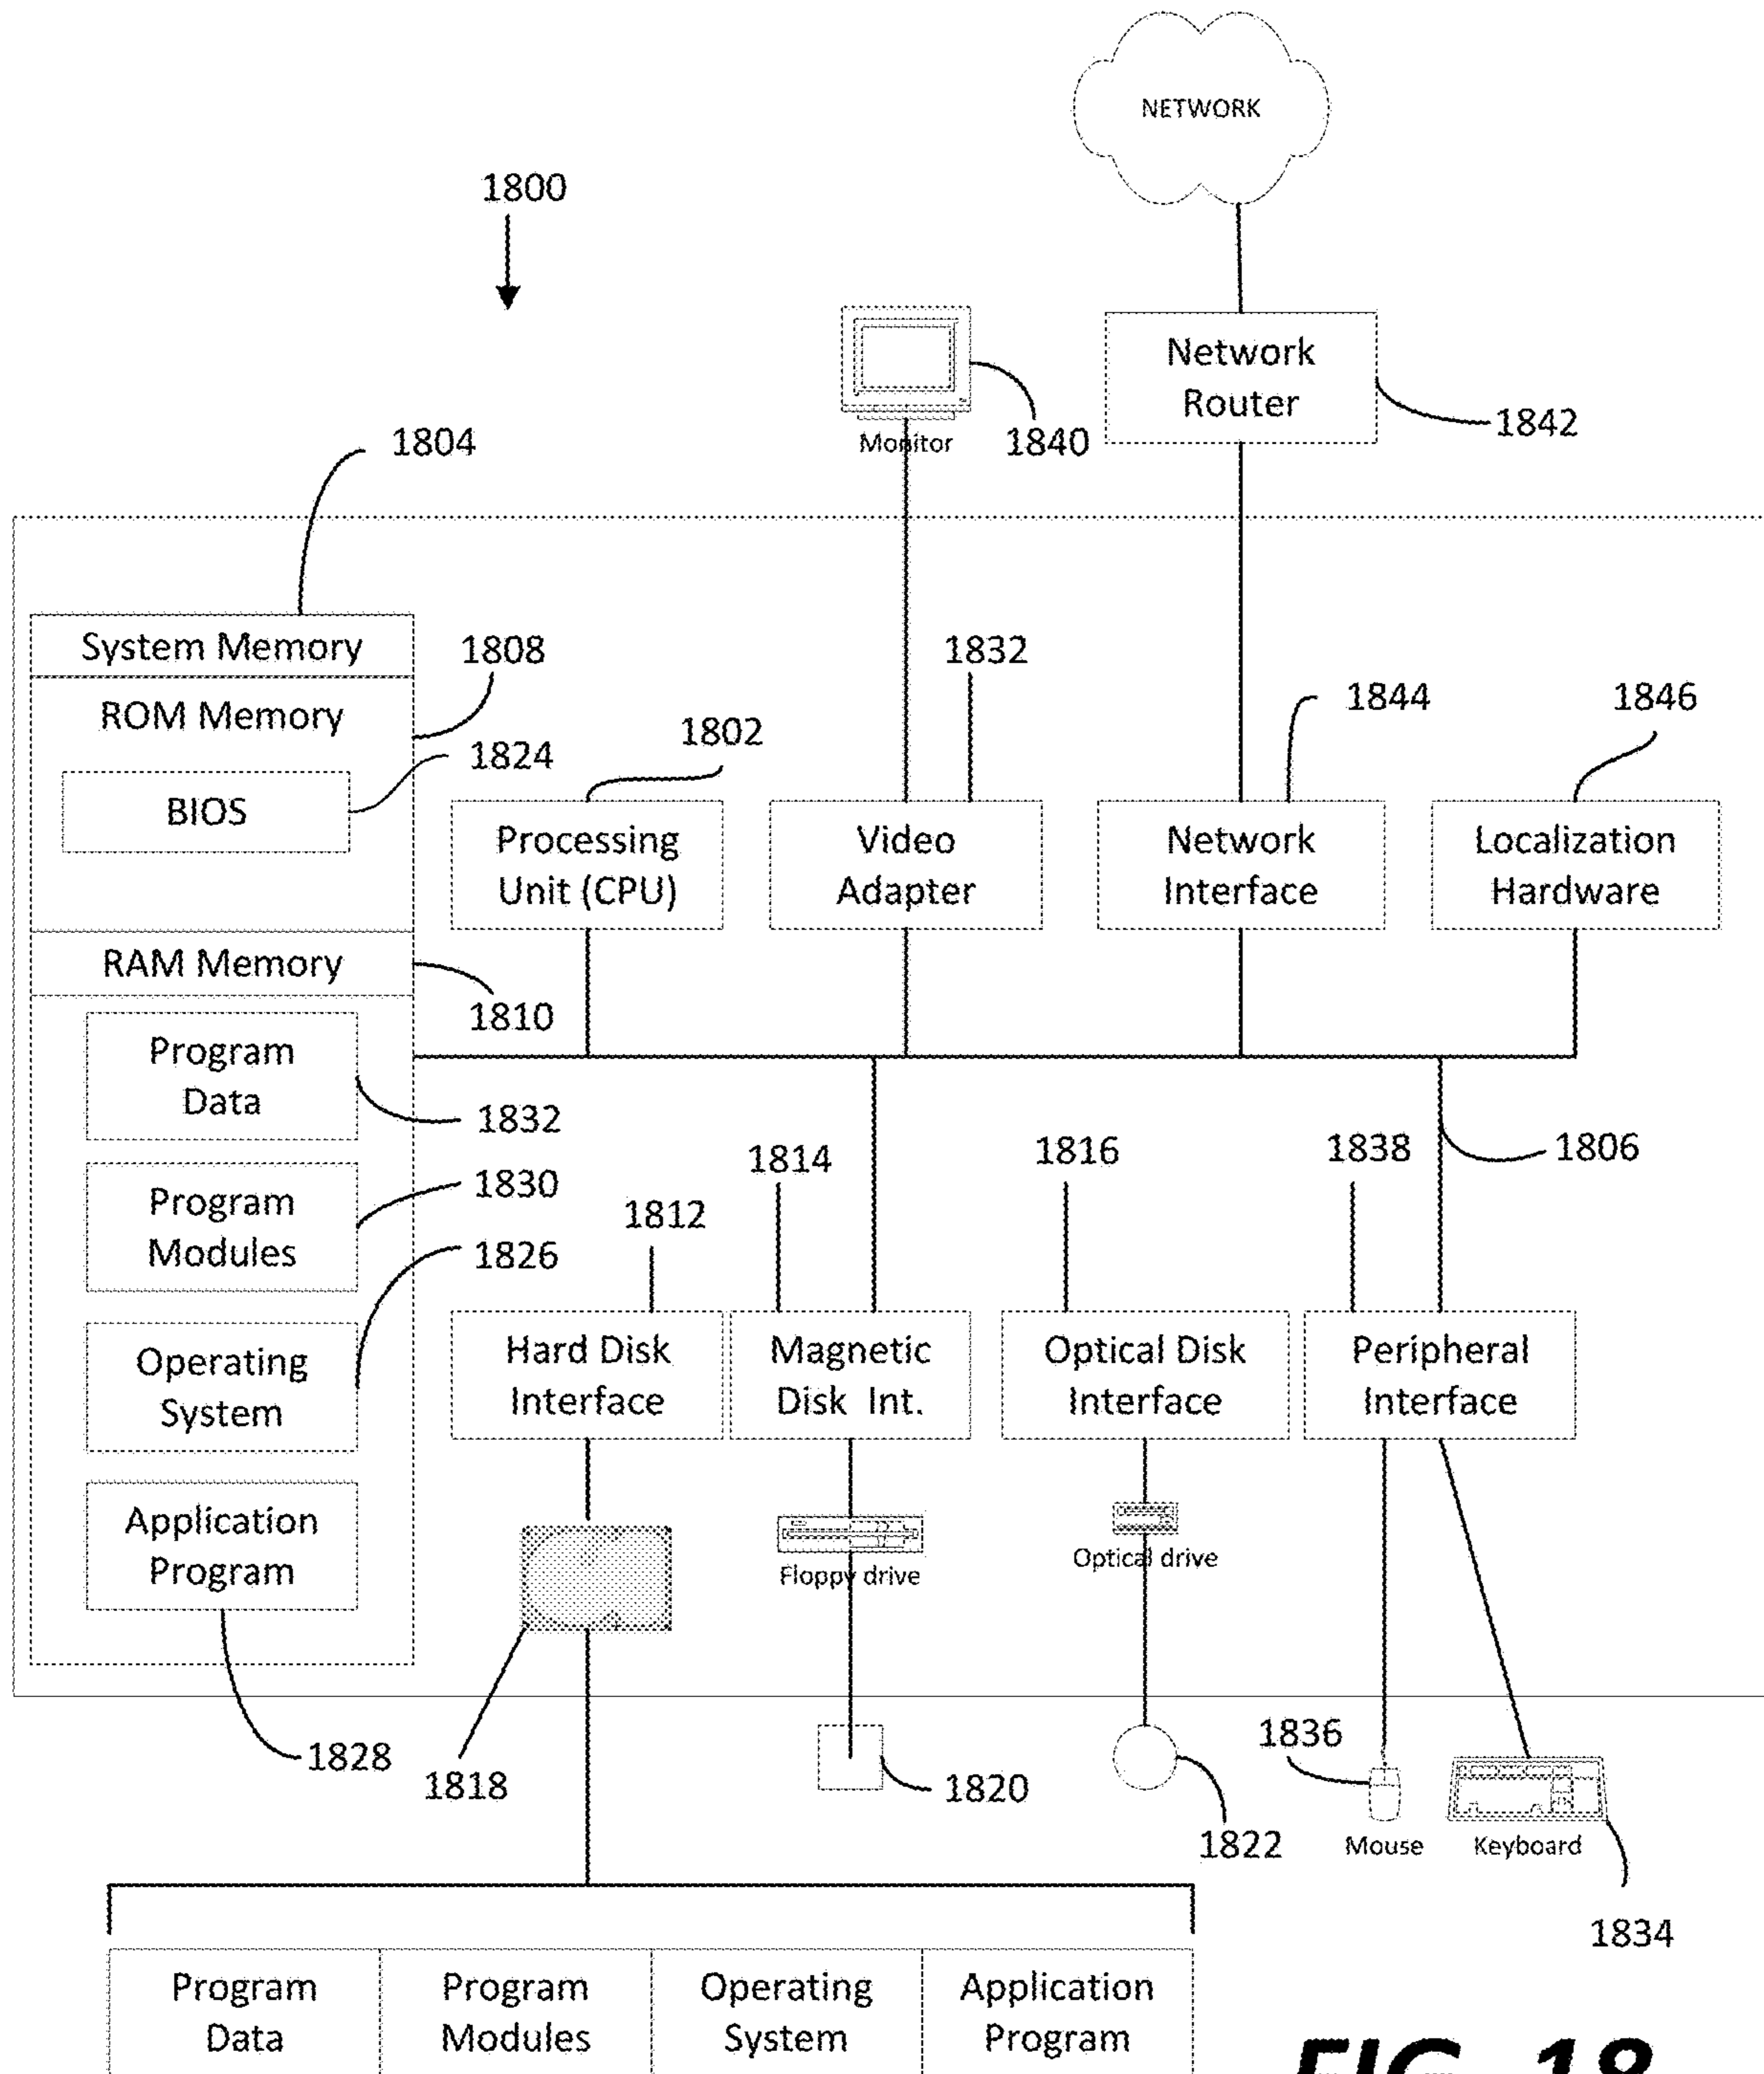 NETWORK
1800
Network
Router
1842
Monitor
1840
1804
System Memory
1808
1832
ROM Memory
1844
1846
1802
1824
BIOS
Processing
Unit (CPU)
Video
Adapter
Network
Interface
Localization
Hardware
RAM Memory
1810
Program
Data
1832
1814
1816
1838
1806
Program
Modules
1830
1812
1826
Operating
System
Hard Disk
Interface
Magnetic
Disk Int.
Optical Disk
Interface
Peripheral
Interface
Application
Program
Floppy drive
Optical drive
1828
1818
1820
1822
1836
Mouse
Keyboard
1834
Program
Data
Program
Modules
Operating
System
Application
Program
FIG. 18